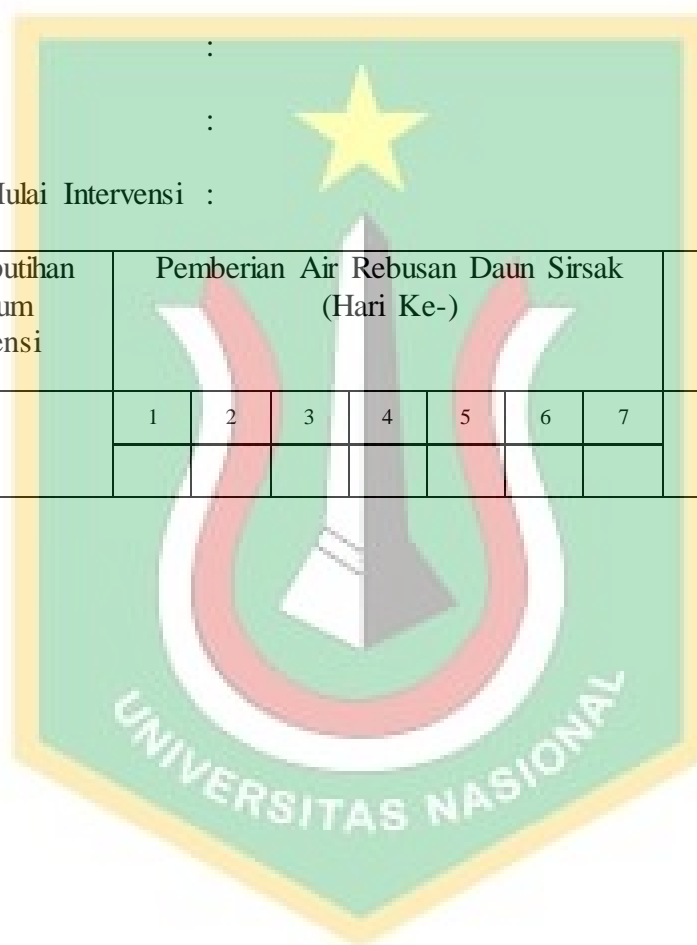 :
:
Mulai Intervensi :
Pemberian Air Rebusan Daun Sirsak
(Hari Ke-)
1 2 3 4 5 6 7
UNIVERSITAS NASIONAL